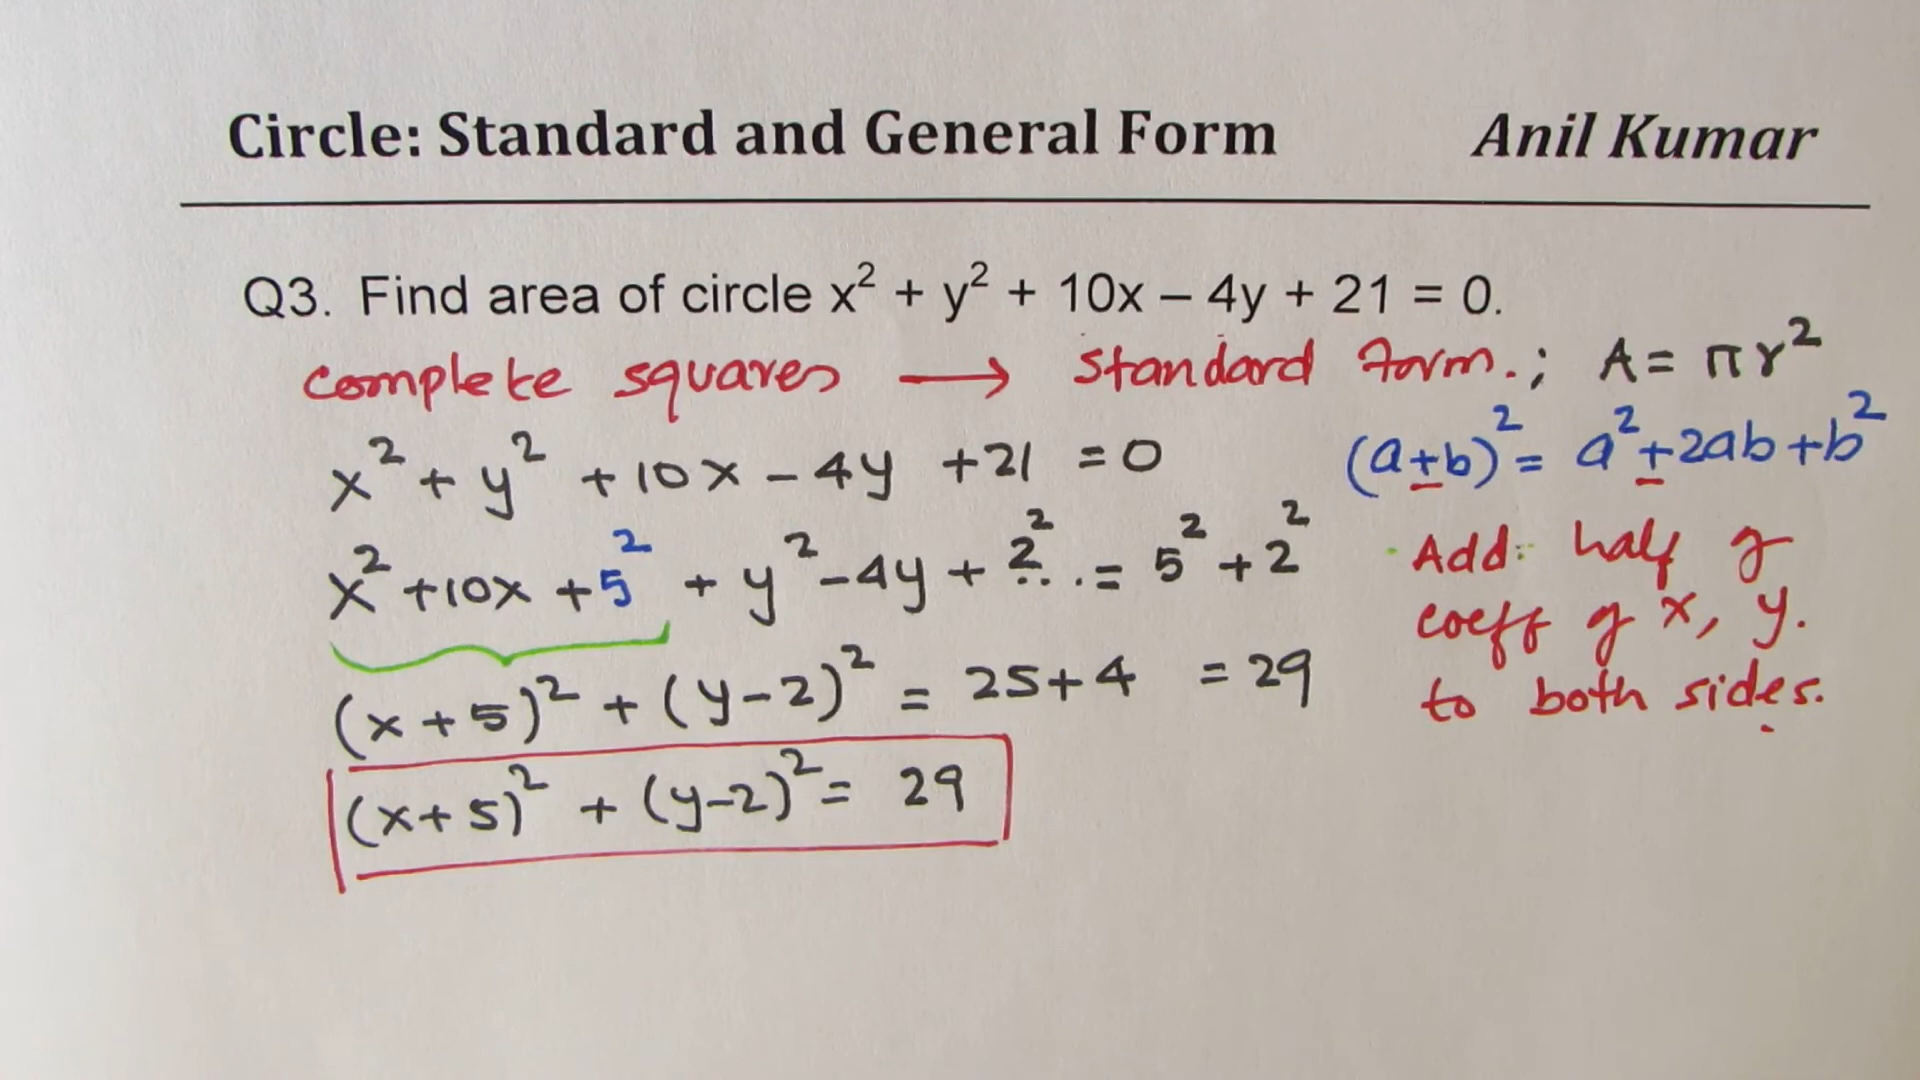 Circle: Standard and General Form Anil Kumar
Q3. Find area of circle x² + y² + 10x – 4y + 21 = 0.
complete squares → standard form.; A = πr²
x² + y² + 10x – 4y + 21 = 0
(a±b)² = a² ± 2ab + b²
x² + 10x + 5² + y² – 4y + 2² = 5² + 2²
Add half of
coeff of x, y.
to both sides.
(x+5)² + (y–2)² = 25+4 = 29
(x+5)² + (y–2)² = 29